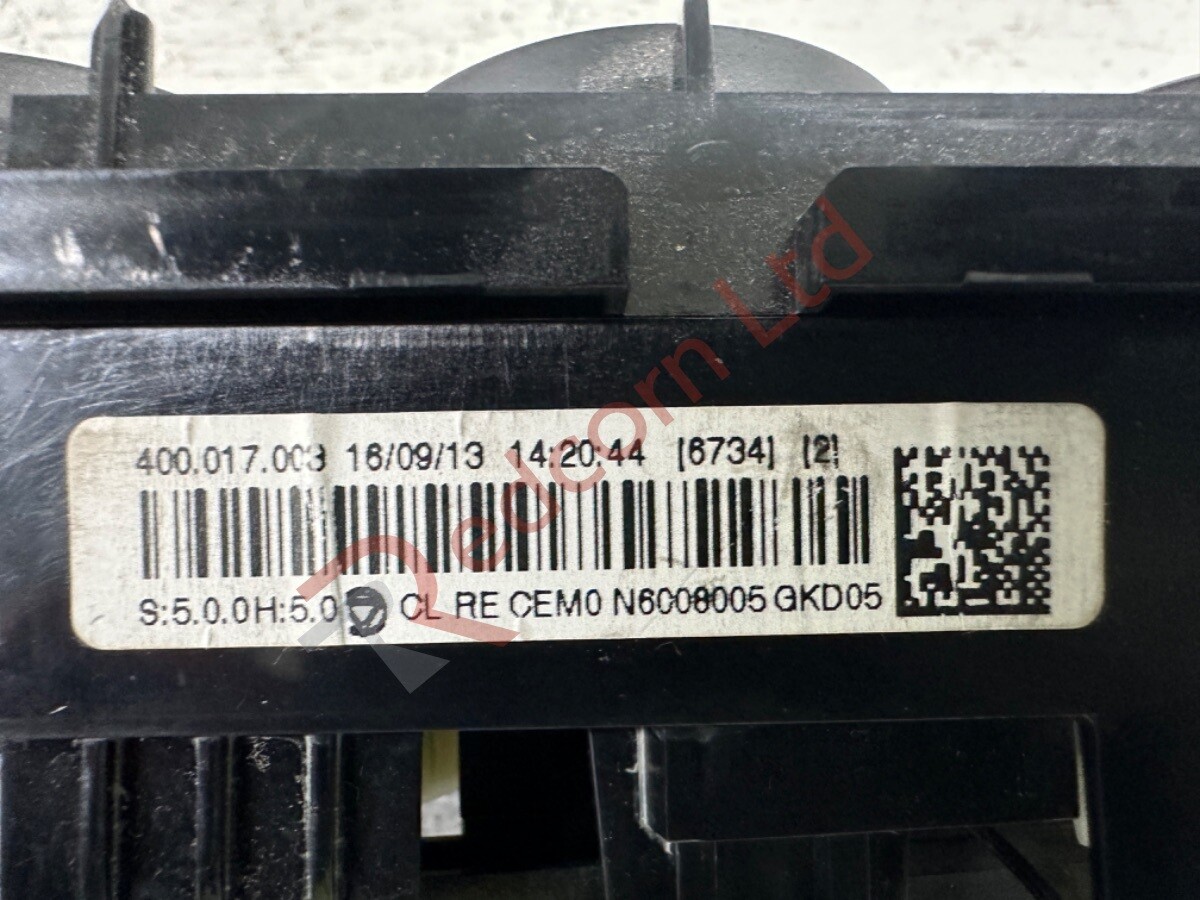 400.017.003 16/09/13 14:20:44 [6734] [2]
S:5.0.0H:5.0 CL RE CEM0 N6008005 GKD05
Redcorn Ltd